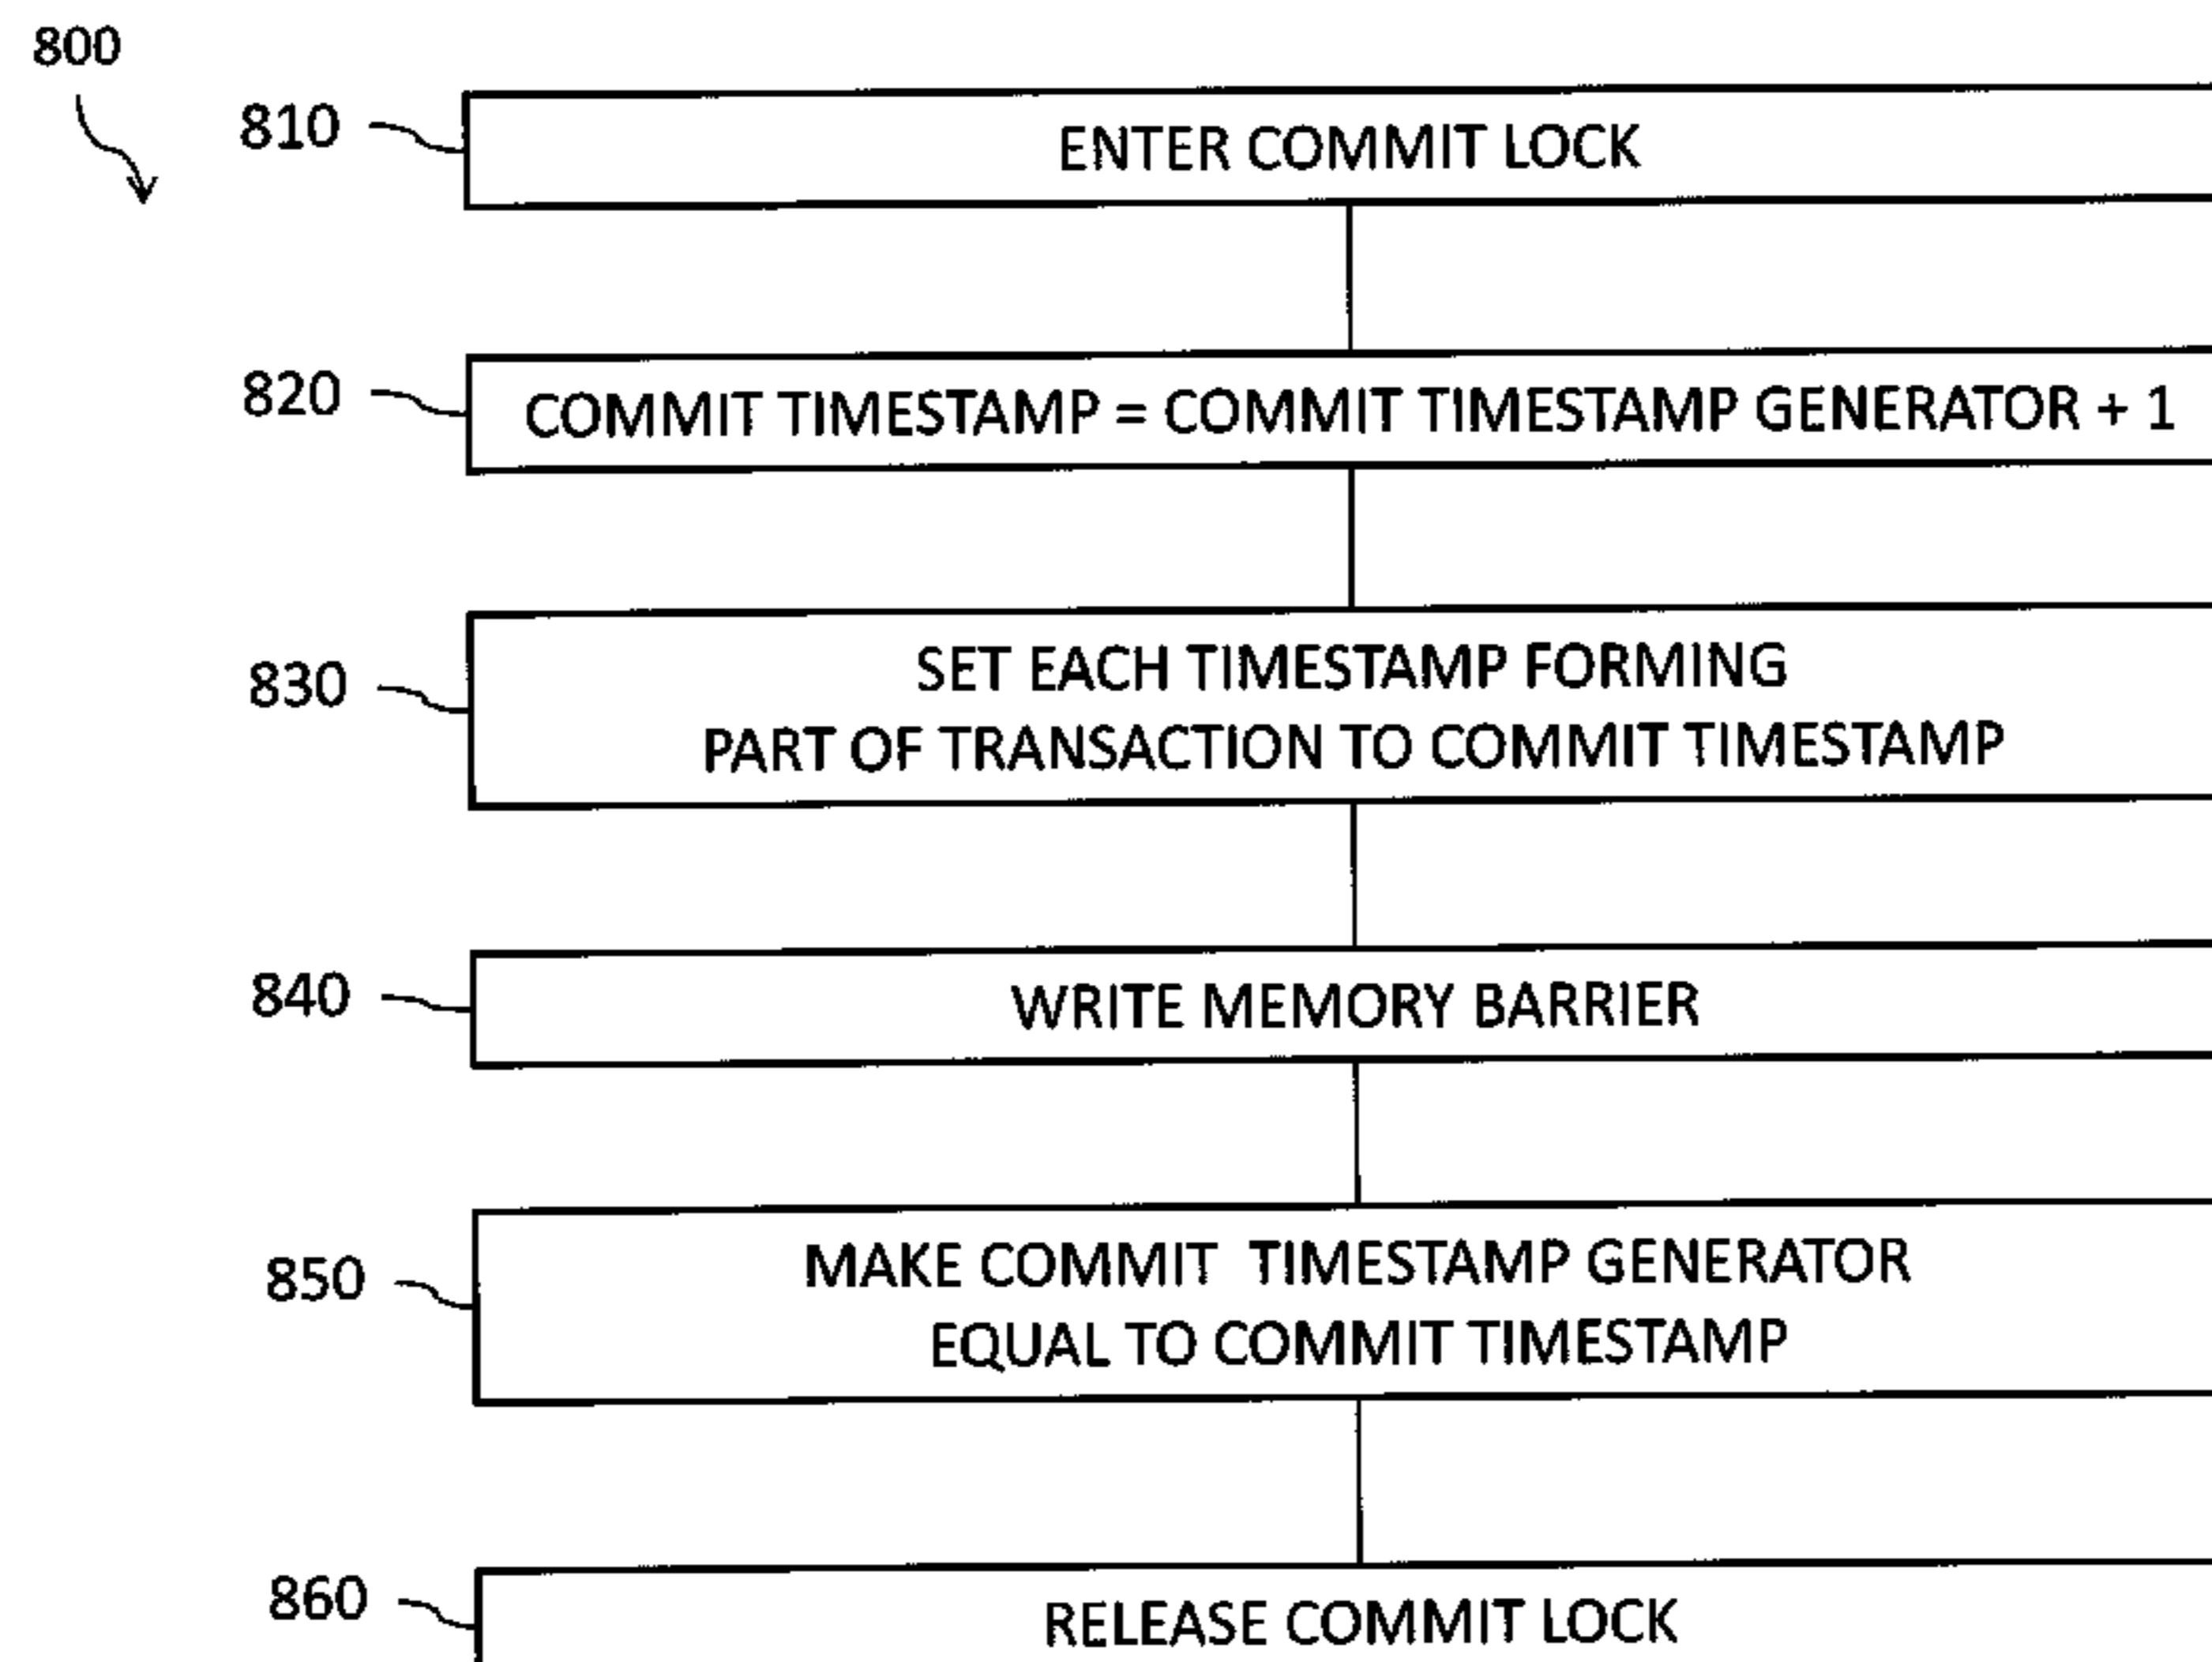 800
810
ENTER COMMIT LOCK
820
COMMIT TIMESTAMP = COMMIT TIMESTAMP GENERATOR + 1
830
SET EACH TIMESTAMP FORMING
PART OF TRANSACTION TO COMMIT TIMESTAMP
840
WRITE MEMORY BARRIER
850
MAKE COMMIT TIMESTAMP GENERATOR
EQUAL TO COMMIT TIMESTAMP
860
RELEASE COMMIT LOCK